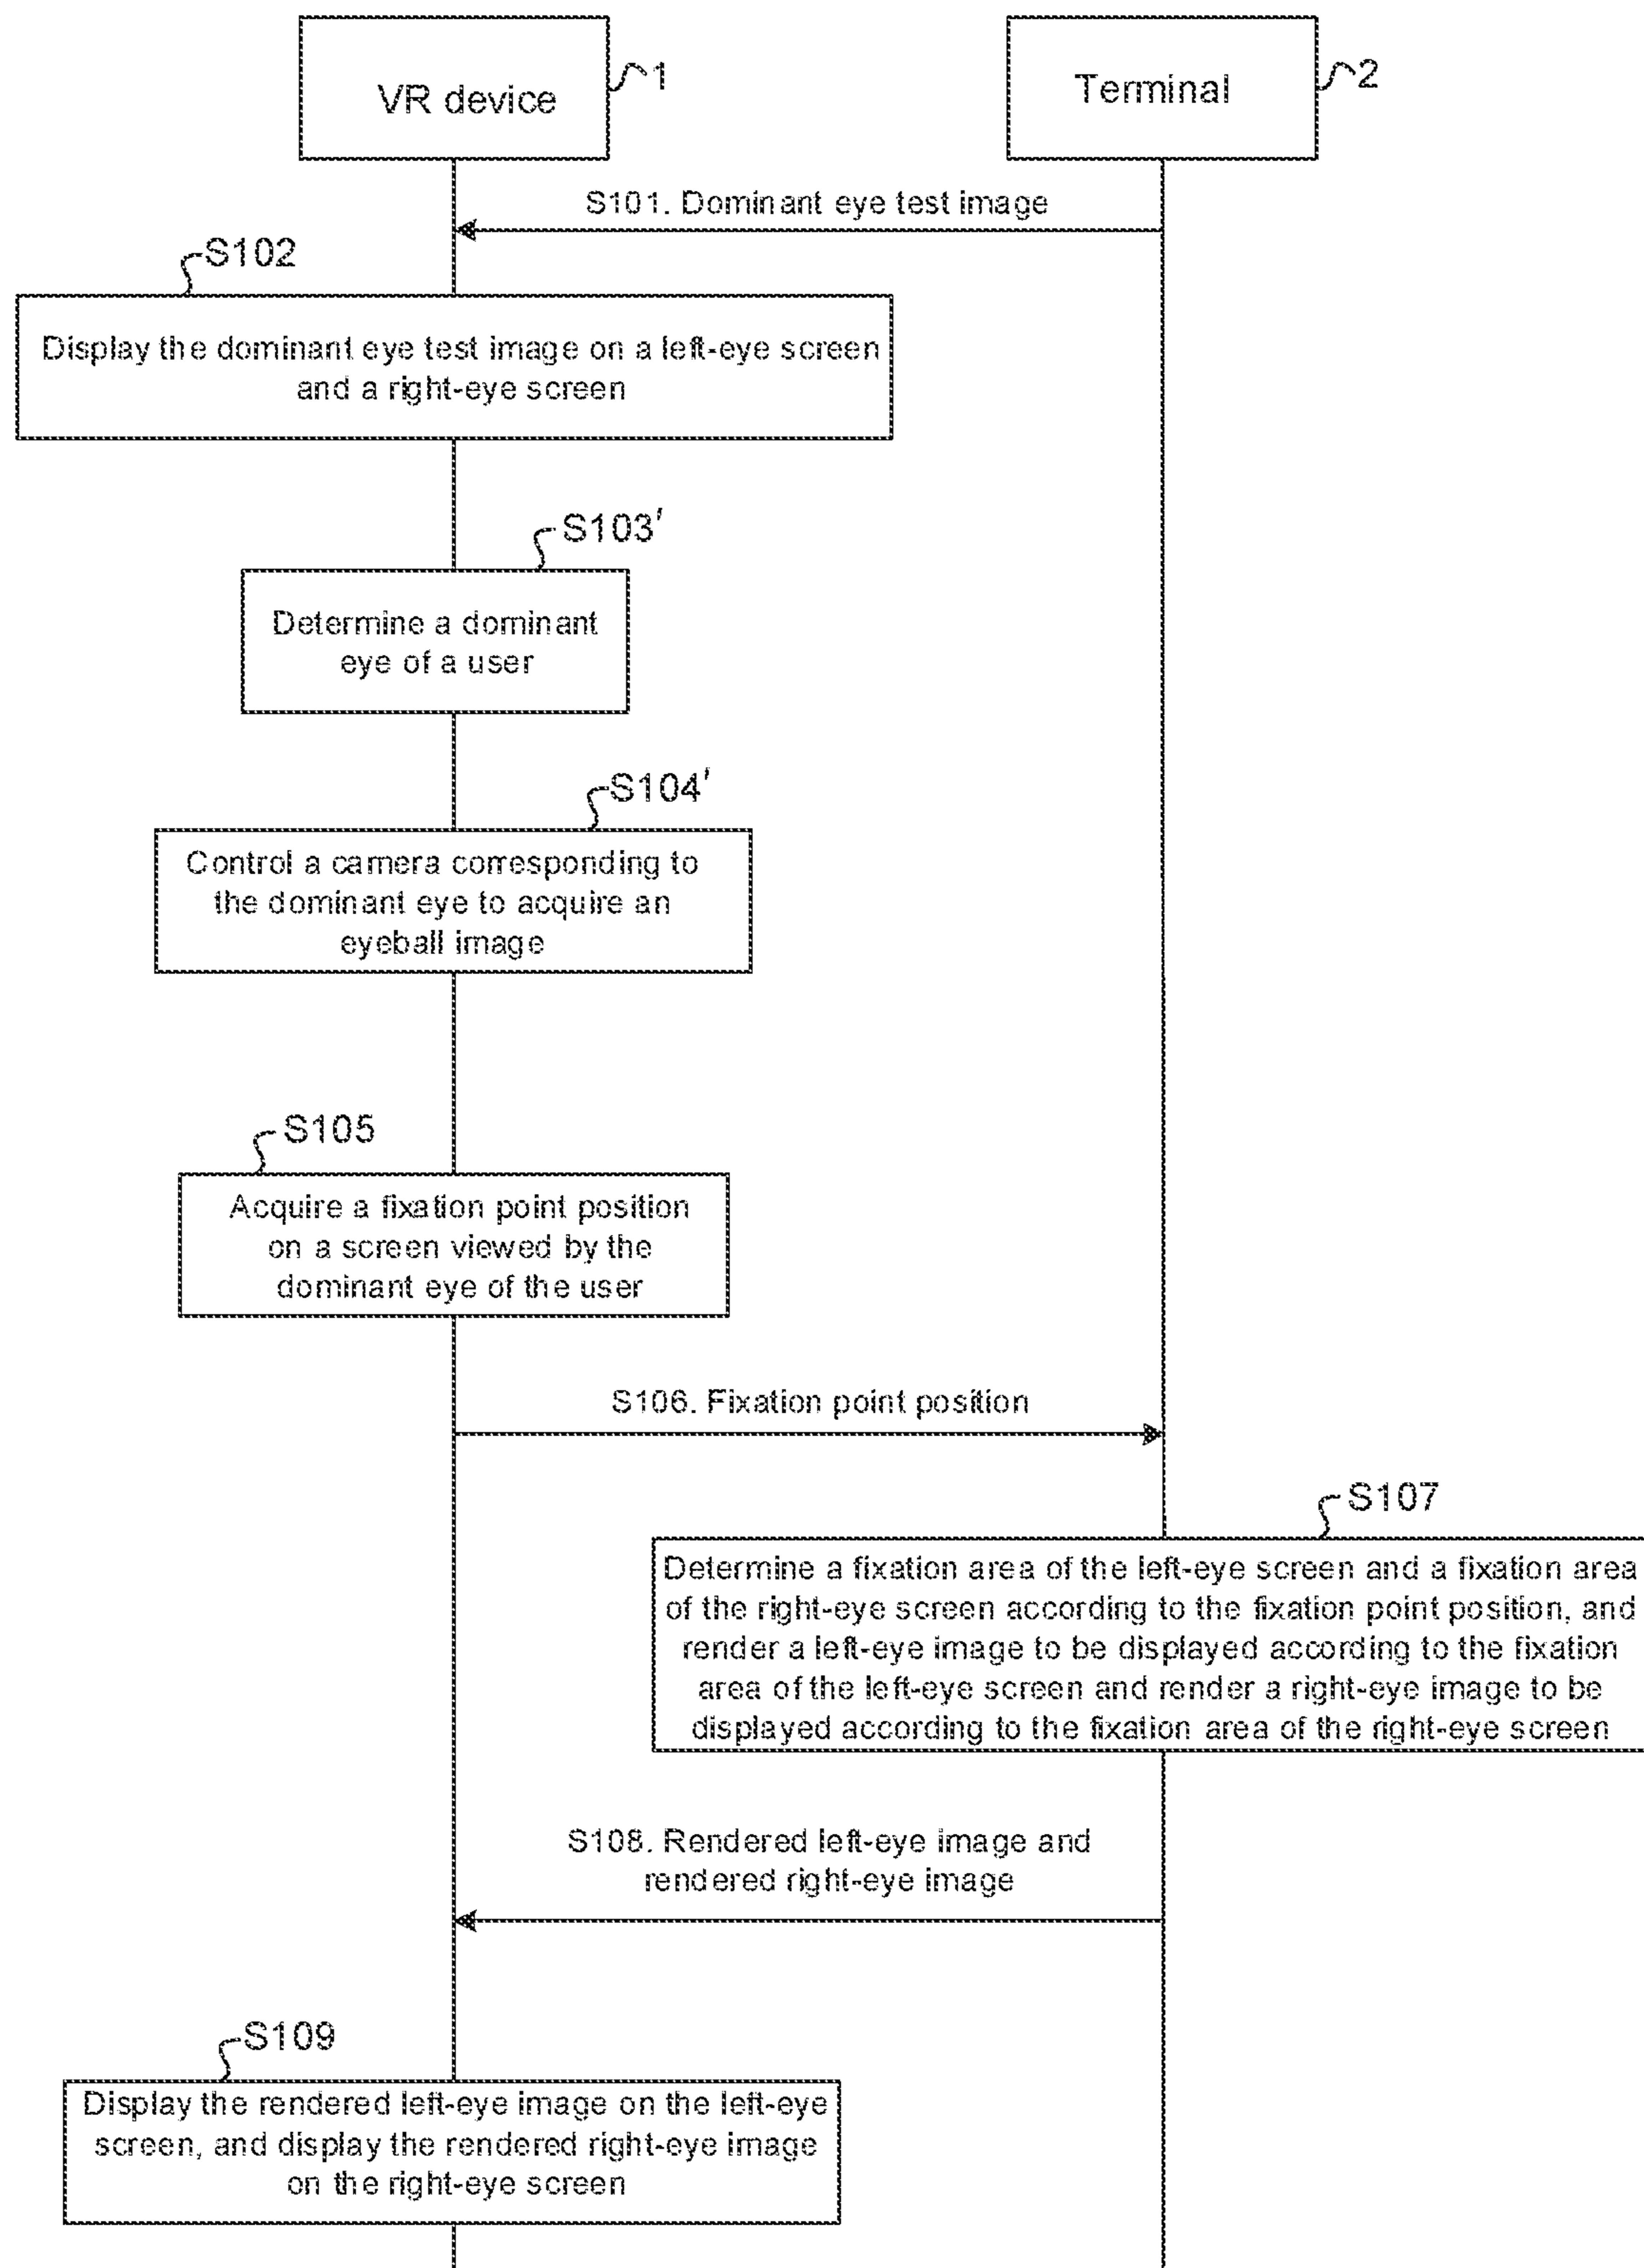 VR device
1
Terminal
2
S101. Dominant eye test image
S102
Display the dominant eye test image on a left-eye screen
and a right-eye screen
S103'
Determine a dominant
eye of a user
S104'
Control a camera corresponding to
the dominant eye to acquire an
eyeball image
S105
Acquire a fixation point position
on a screen viewed by the
dominant eye of the user
S106. Fixation point position
S107
Determine a fixation area of the left-eye screen and a fixation area
of the right-eye screen according to the fixation point position, and
render a left-eye image to be displayed according to the fixation
area of the left-eye screen and render a right-eye image to be
displayed according to the fixation area of the right-eye screen
S108. Rendered left-eye image and
rendered right-eye image
S109
Display the rendered left-eye image on the left-eye
screen, and display the rendered right-eye image
on the right-eye screen